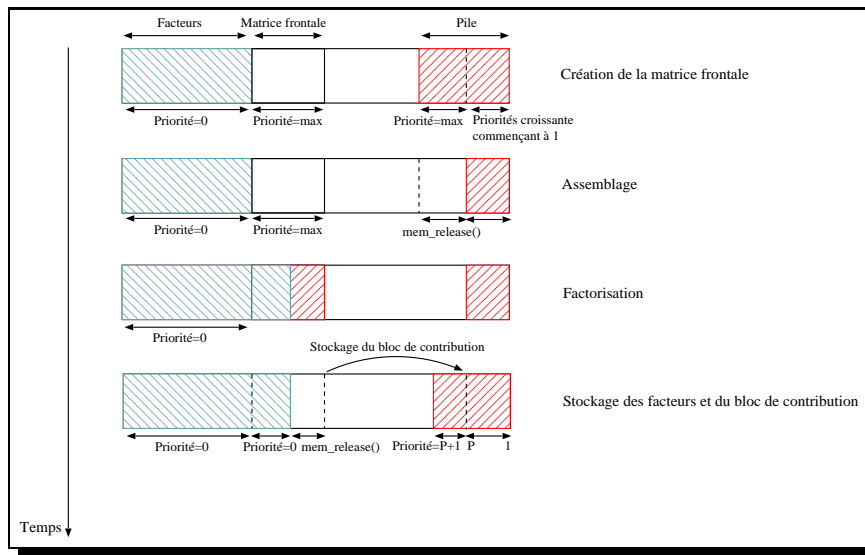 Facteurs
Matrice frontale
Pile
Création de la matrice frontale
Priorité=0
Priorité=max
Priorité=max
Priorités croissante
commençant à 1
Assemblage
Priorité=0
Priorité=max
mem_release()
Factorisation
Priorité=0
Stockage du bloc de contribution
Stockage des facteurs et du bloc de contribution
Priorité=0
Priorité=0
mem_release()
Priorité=P+1
P
1
Temps